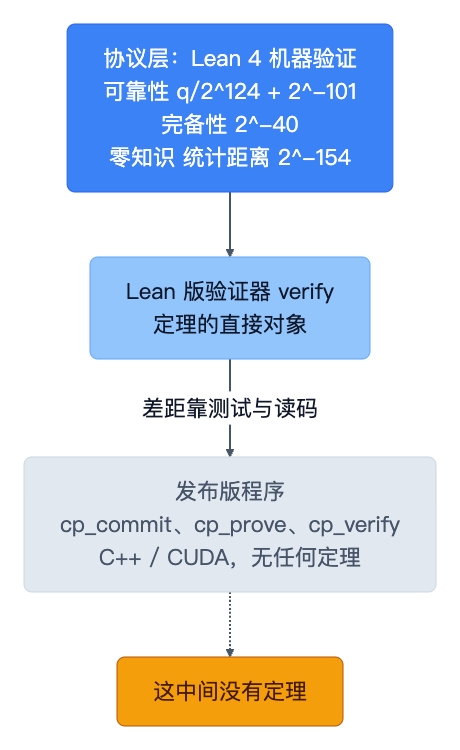 协议层：Lean 4 机器验证
可靠性 q/2^124 + 2^−101
完备性 2^−40
零知识 统计距离 2^−154
Lean 版验证器 verify
定理的直接对象
差距靠测试与读码
发布版程序
cp_commit、cp_prove、cp_verify
C++ / CUDA，无任何定理
这中间没有定理